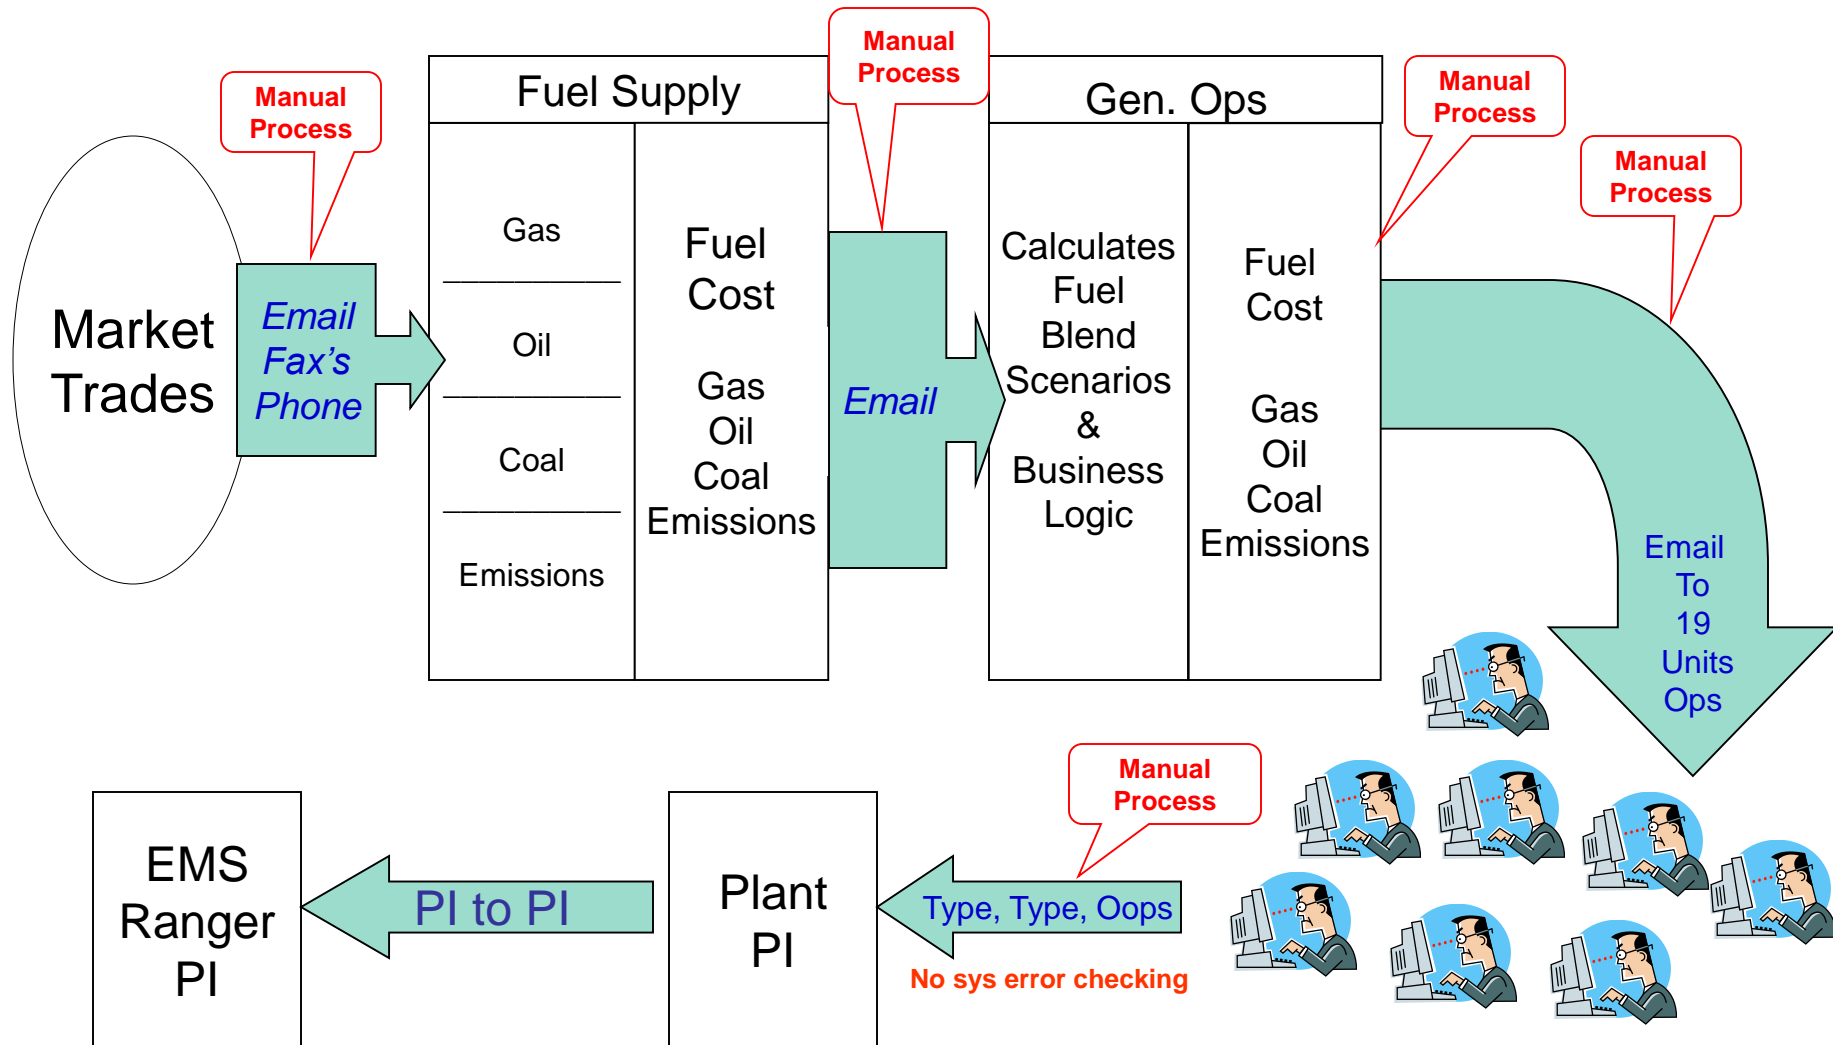 Manual
Process
Market
Trades
Email
Fax's
Phone
Fuel Supply
Gas
Oil
Coal
Emissions
Fuel
Cost
Gas
Oil
Coal
Emissions
Manual
Process
Email
Gen. Ops
Calculates
Fuel
Blend
Scenarios
&
Business
Logic
Fuel
Cost
Gas
Oil
Coal
Emissions
Manual
Process
Manual
Process
Email
To
19
Units
Ops
Manual
Process
Type, Type, Oops
No sys error checking
Plant
PI
PI to PI
EMS
Ranger
PI